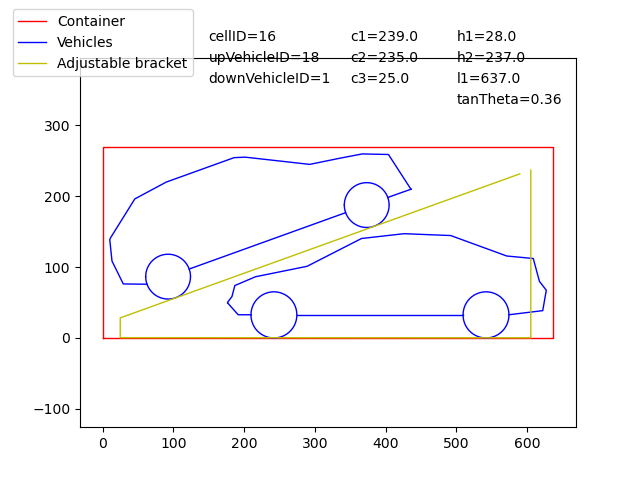 Container
Vehicles
Adjustable bracket
cellID=16 c1=239.0 h1=28.0
upVehicleID=18 c2=235.0 h2=237.0
downVehicleID=1 c3=25.0 l1=637.0
tanTheta=0.36
300
200
100
0
−100
0 100 200 300 400 500 600